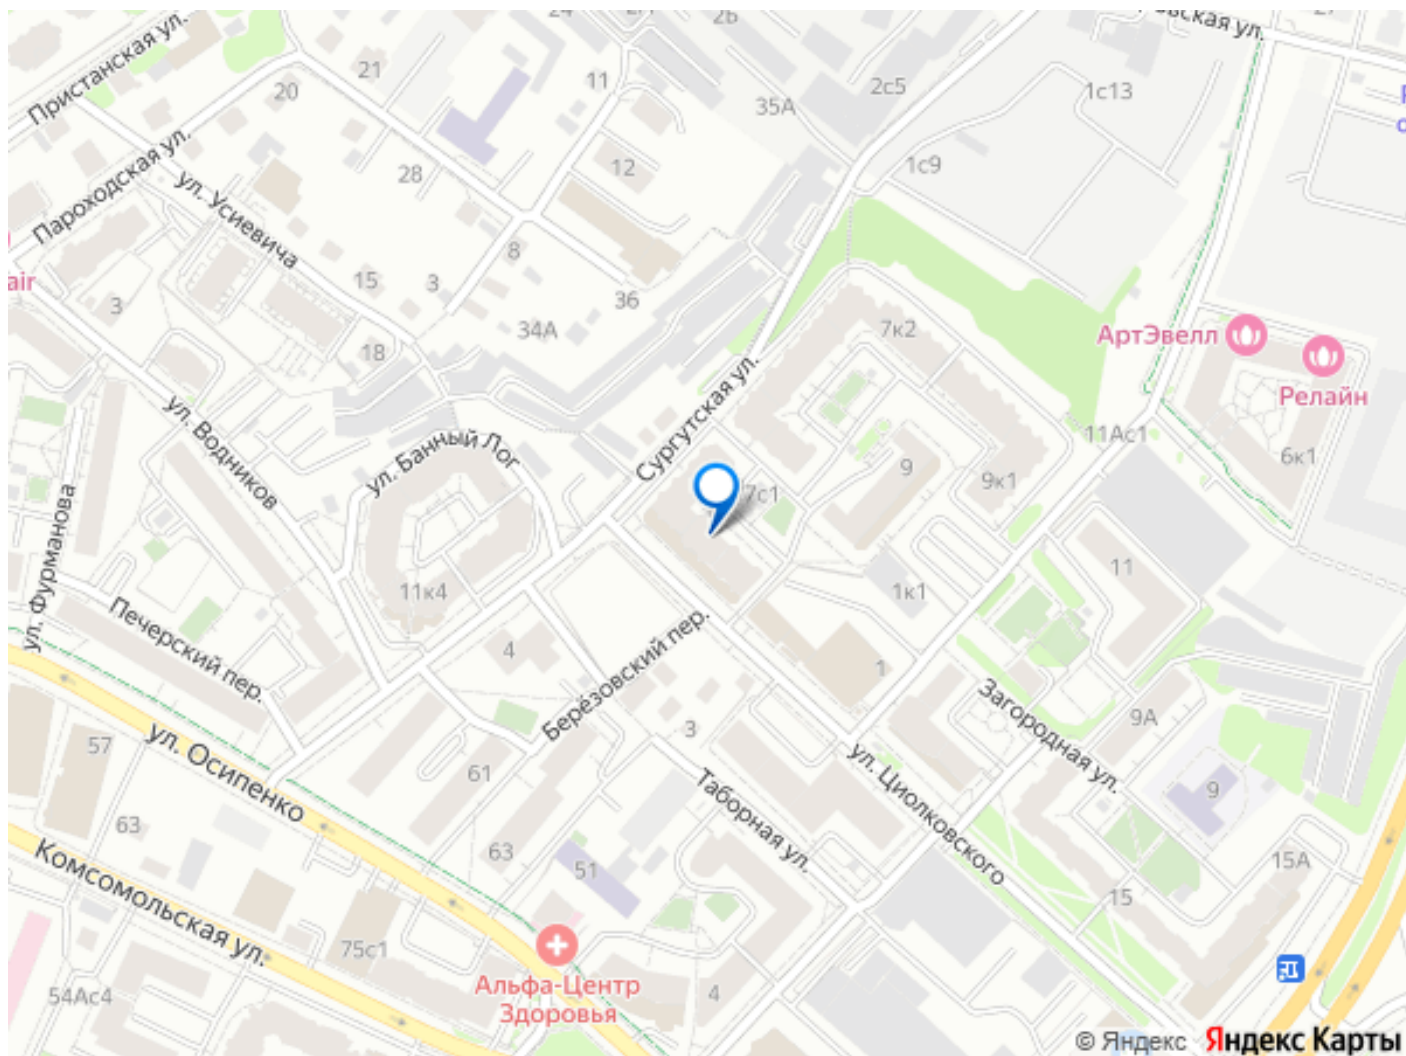 24
2Б
27
Пристанская ул.
21
20
11
2с5
1с13
35А
Пароходская ул.
28
12
1с9
ул. Усиевича
8
15
3
36
3
34А
18
7к2
АртЭвелл
Релайн
air
Сургутская ул.
ул. Водников
ул. Банный Лог
11Ас1
6к1
9
9к1
7с1
ул. Фурманова
11к4
1к1
11
Печерский пер.
4
Берёзовский пер.
1
Загородная ул.
9А
3
57
ул. Осипенко
61
ул. Циолковского
Таборная ул.
9
63
63
51
15А
Комсомольская ул.
15
75с1
54Ас4
Альфа-Центр
Здоровья
4
© Яндекс Яндекс Карты